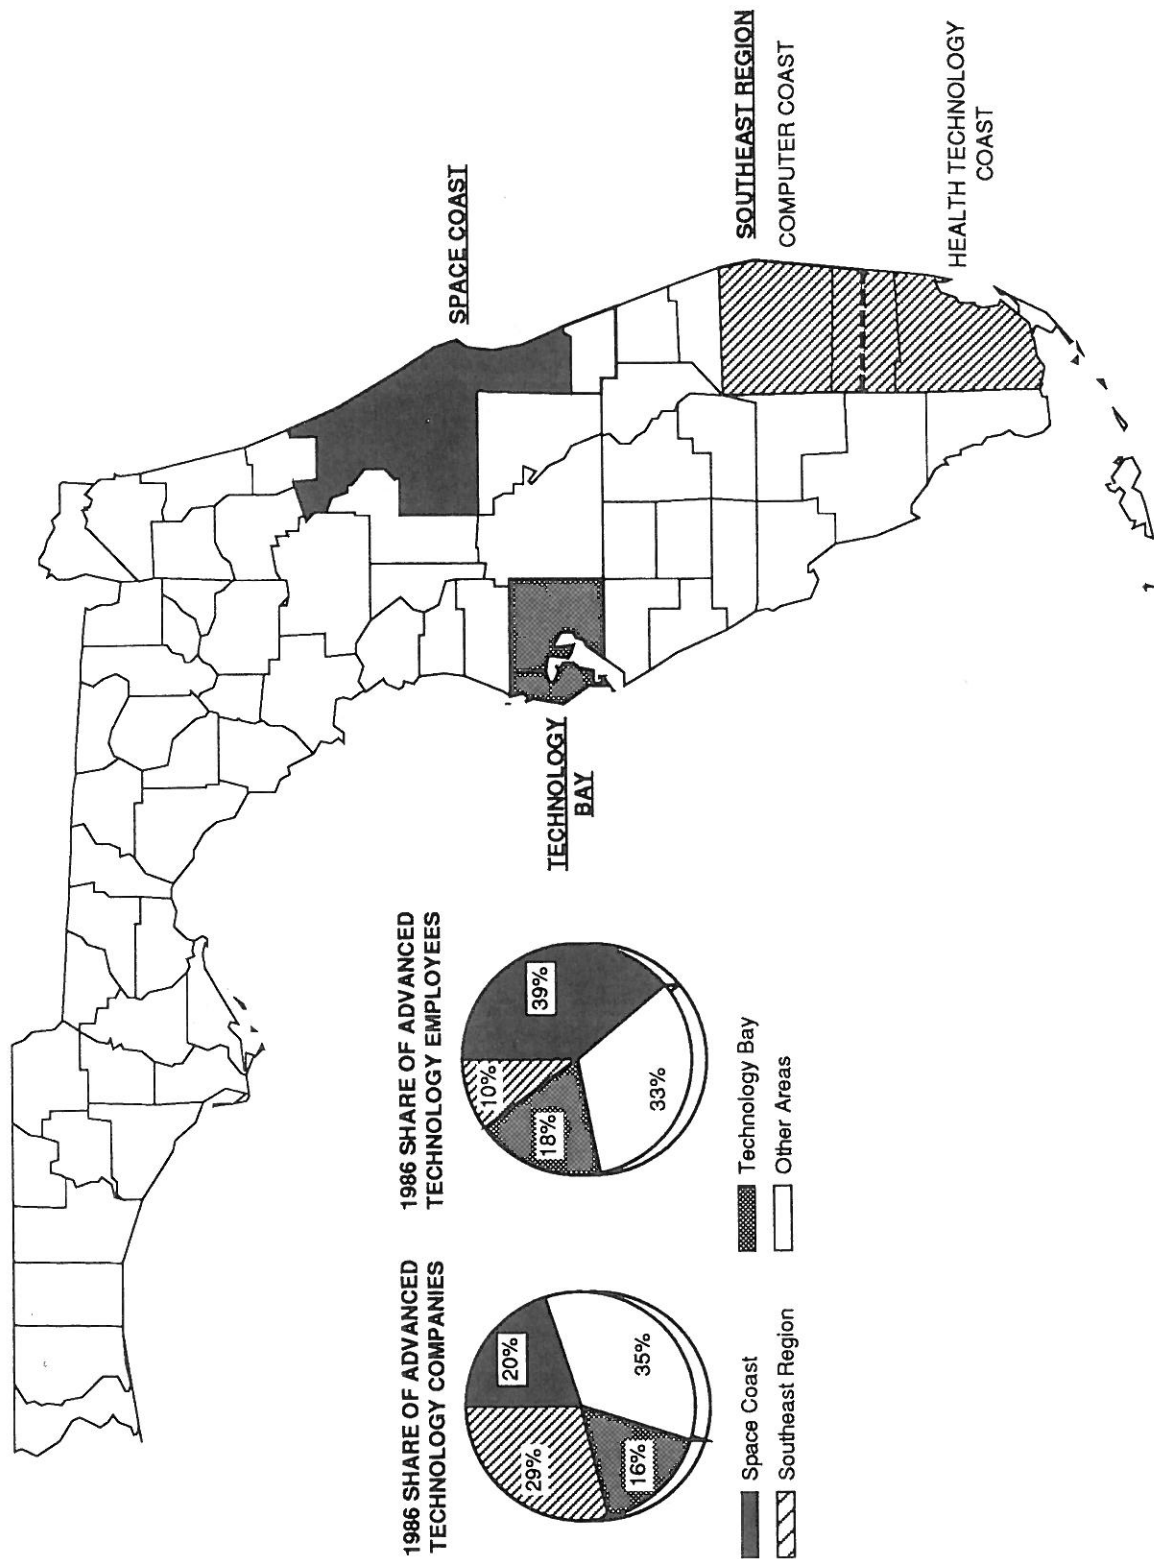 SPACE COAST
SOUTHEAST REGION
COMPUTER COAST
HEALTH TECHNOLOGY
COAST
TECHNOLOGY
BAY
1986 SHARE OF ADVANCED
TECHNOLOGY COMPANIES
20%
29%
35%
16%
1986 SHARE OF ADVANCED
TECHNOLOGY EMPLOYEES
39%
10%
18%
33%
Space Coast
Southeast Region
Technology Bay
Other Areas